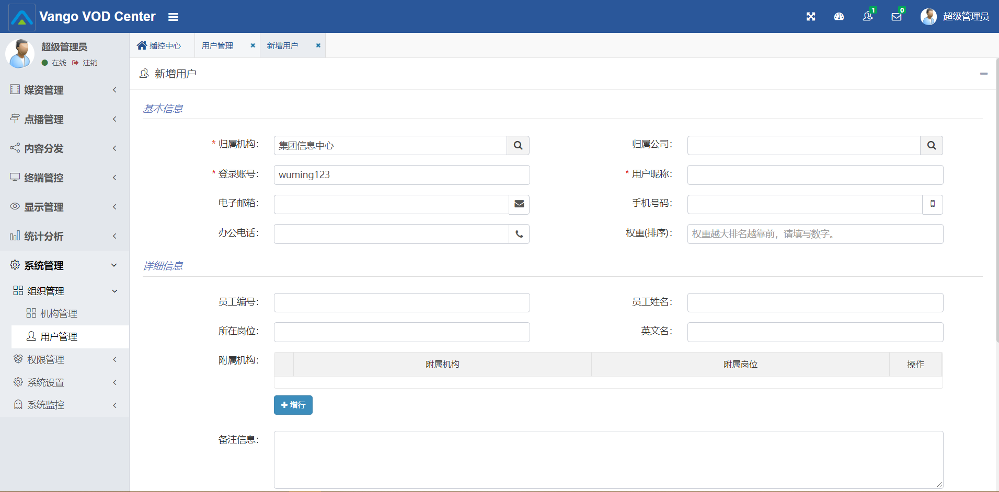 Vango VOD Center
1
0
超级管理员
超级管理员
在线 注销
媒资管理
点播管理
内容分发
终端管控
显示管理
统计分析
系统管理
组织管理
机构管理
用户管理
权限管理
系统设置
系统监控
播控中心 用户管理 新增用户
新增用户
基本信息
* 归属机构： 集团信息中心 归属公司：
* 登录账号： wuming123 * 用户昵称：
电子邮箱： 手机号码：
办公电话： 权重(排序)： 权重越大排名越靠前，请填写数字。
详细信息
员工编号： 员工姓名：
所在岗位： 英文名：
附属机构： 附属机构 附属岗位 操作
增行
备注信息：